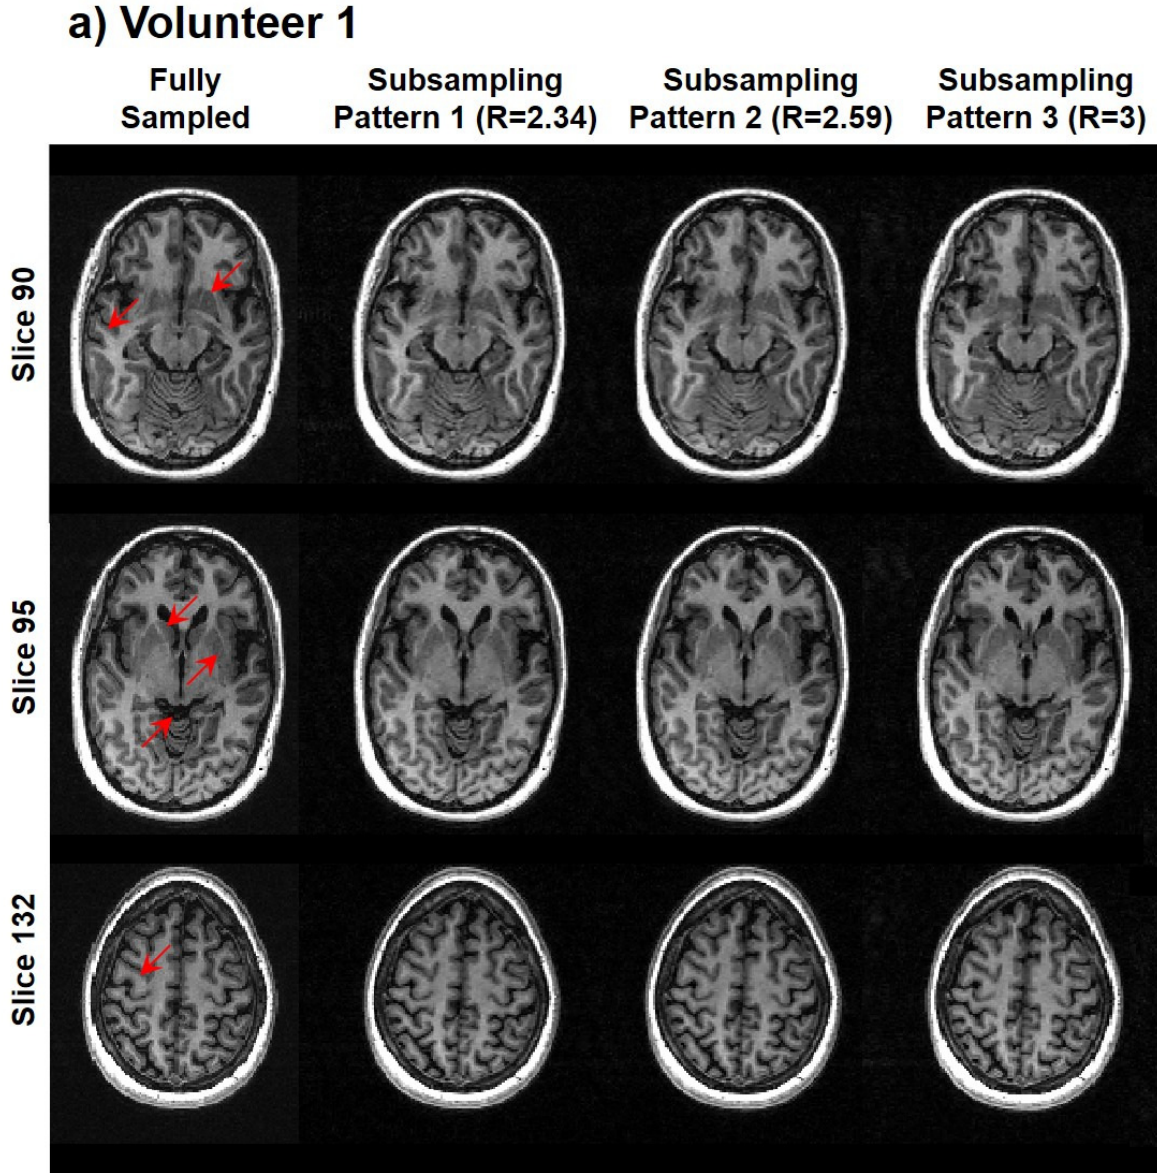 a) Volunteer 1
Fully
Sampled
Subsampling
Pattern 1 (R=2.34)
Subsampling
Pattern 2 (R=2.59)
Subsampling
Pattern 3 (R=3)
Slice 90
Slice 95
Slice 132